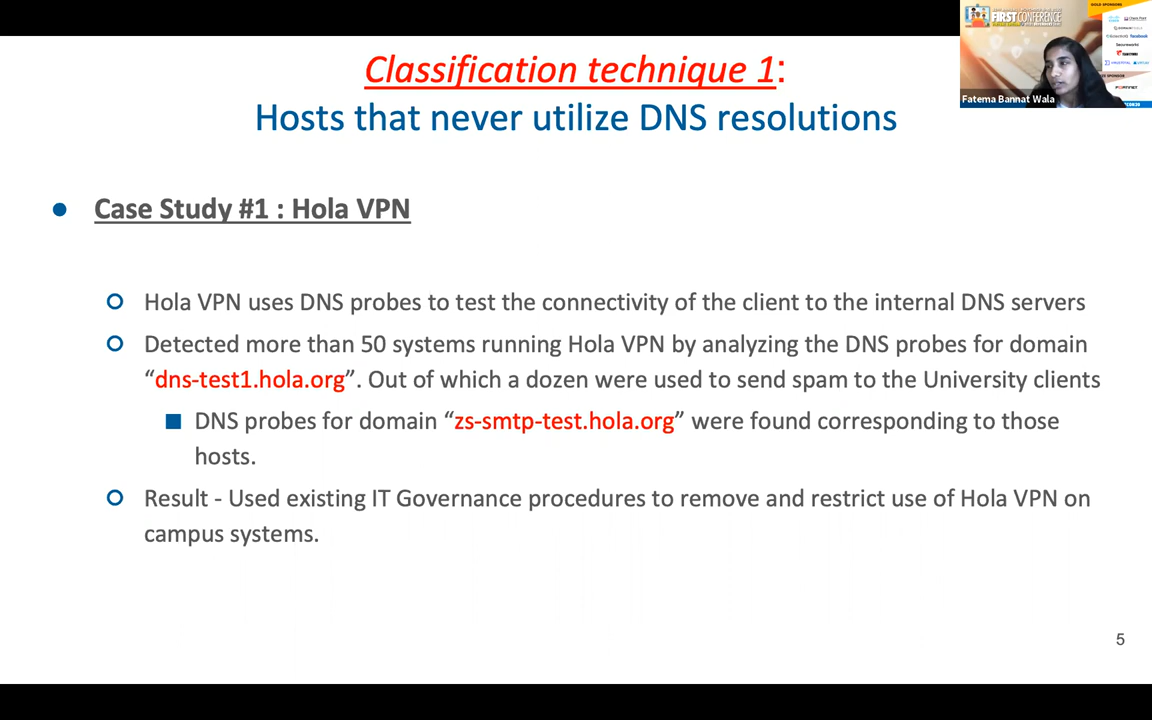 Classification technique 1:
Hosts that never utilize DNS resolutions
FIRSTCONFERENCE
Fatema Bannat Wala
● Case Study #1 : Hola VPN
Hola VPN uses DNS probes to test the connectivity of the client to the internal DNS servers
Detected more than 50 systems running Hola VPN by analyzing the DNS probes for domain
“dns-test1.hola.org”. Out of which a dozen were used to send spam to the University clients
DNS probes for domain “zs-smtp-test.hola.org” were found corresponding to those
hosts.
Result - Used existing IT Governance procedures to remove and restrict use of Hola VPN on
campus systems.
5